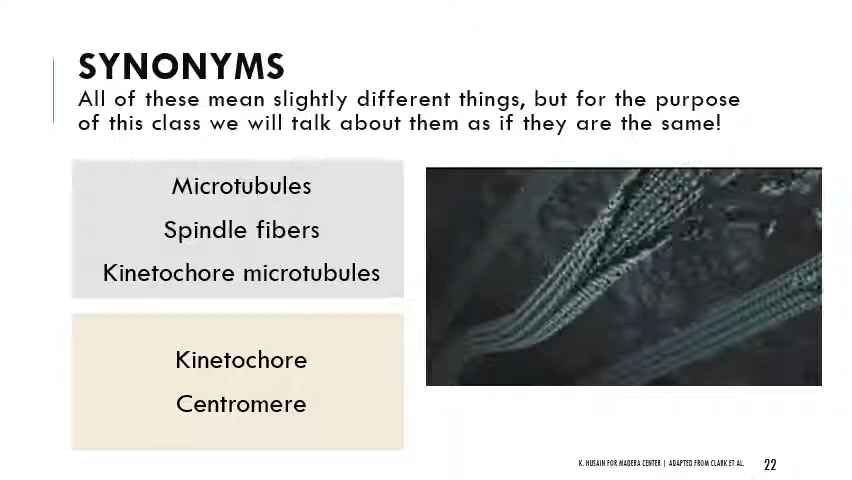 SYNONYMS
All of these mean slightly different things, but for the purpose
of this class we will talk about them as if they are the same!
Microtubules
Spindle fibers
Kinetochore microtubules
Kinetochore
Centromere
K. HUSAIN FOR MADERA CENTER | ADAPTED FROM CLARK ET AL.
22